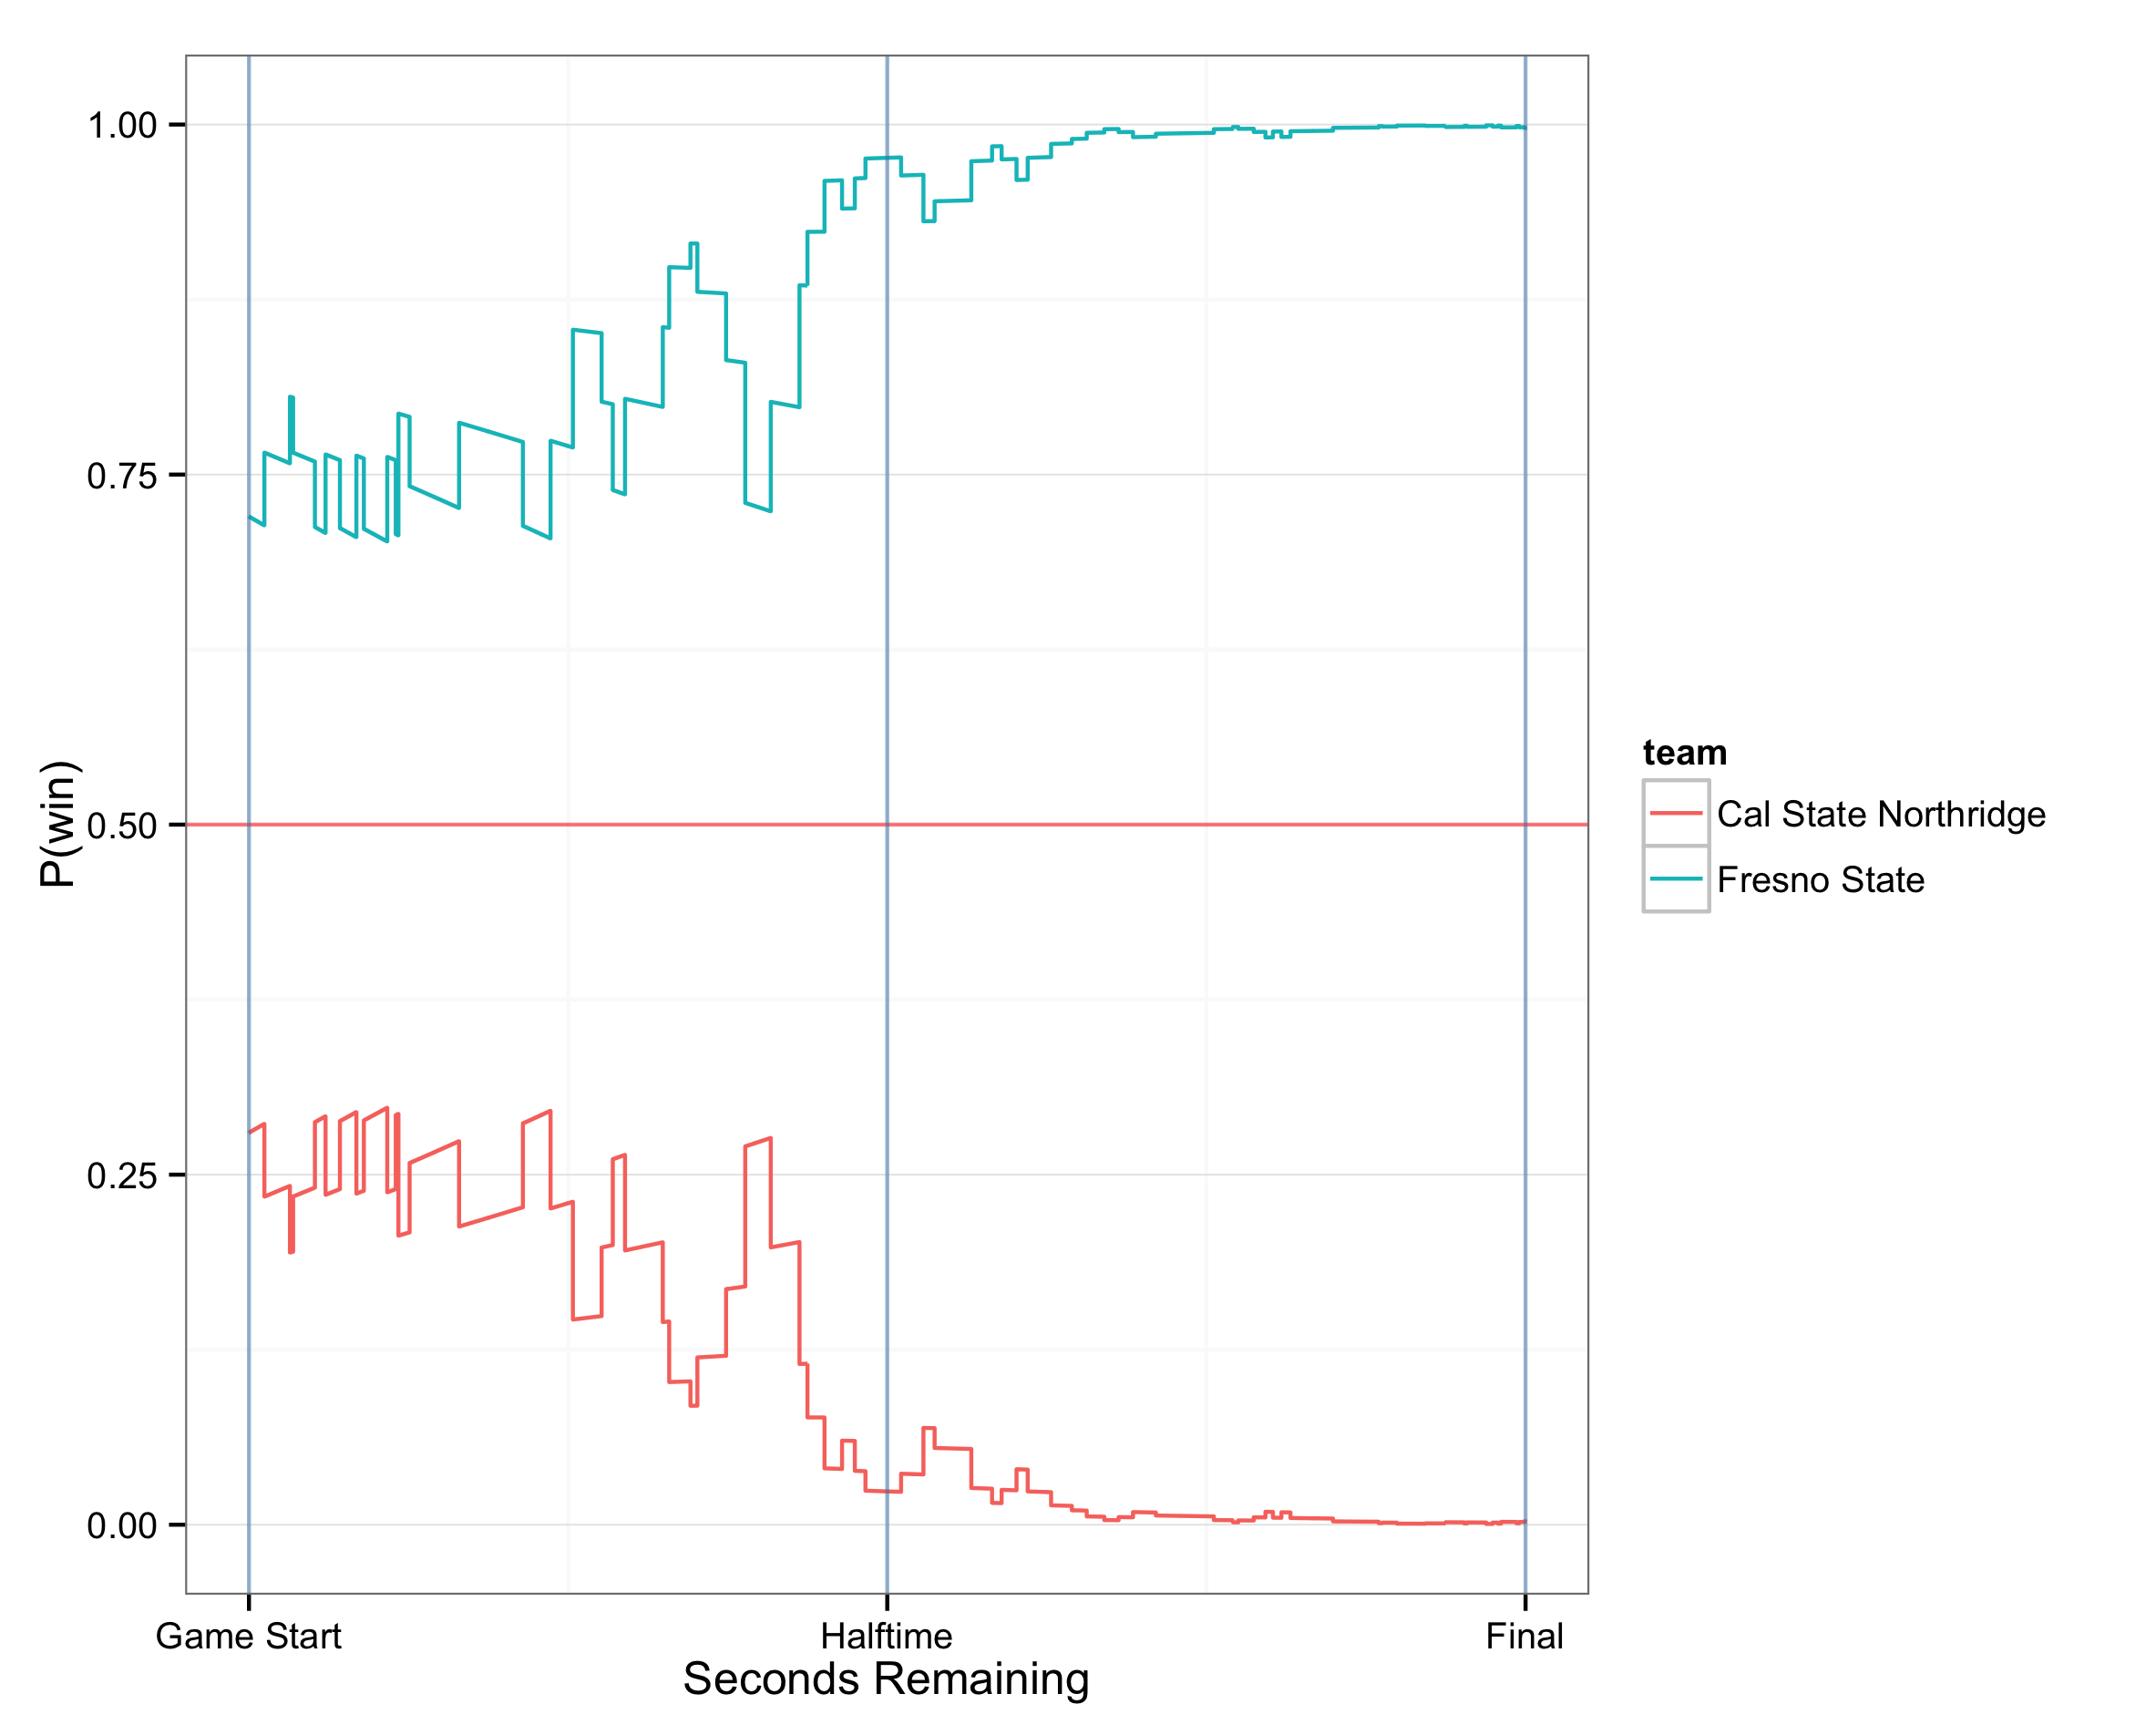 1.00
0.75
0.50
0.25
0.00
P(win)
Game Start
Halftime
Final
Seconds Remaining
team
Cal State Northridge
Fresno State